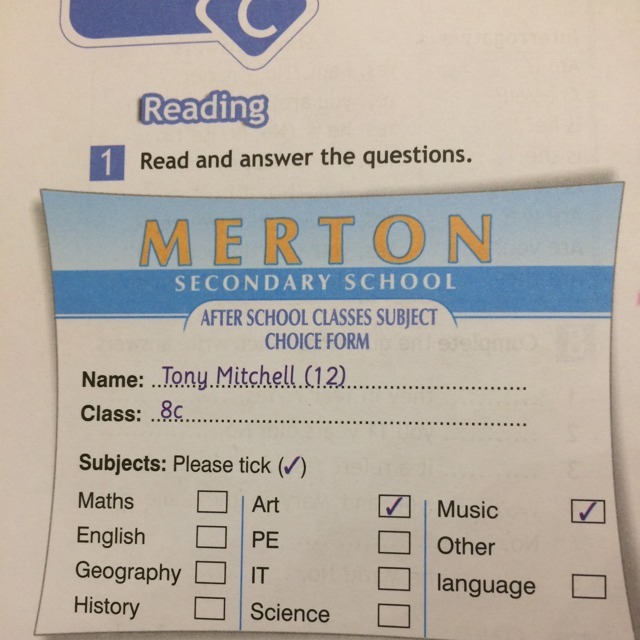 C
Reading
1 Read and answer the questions.
MERTON
SECONDARY SCHOOL
AFTER SCHOOL CLASSES SUBJECT
CHOICE FORM
Name: Tony Mitchell (12)
Class: 8c
Subjects: Please tick (✓)
Maths
English
Geography
History
Art ✓
PE
IT
Science
Music ✓
Other
language